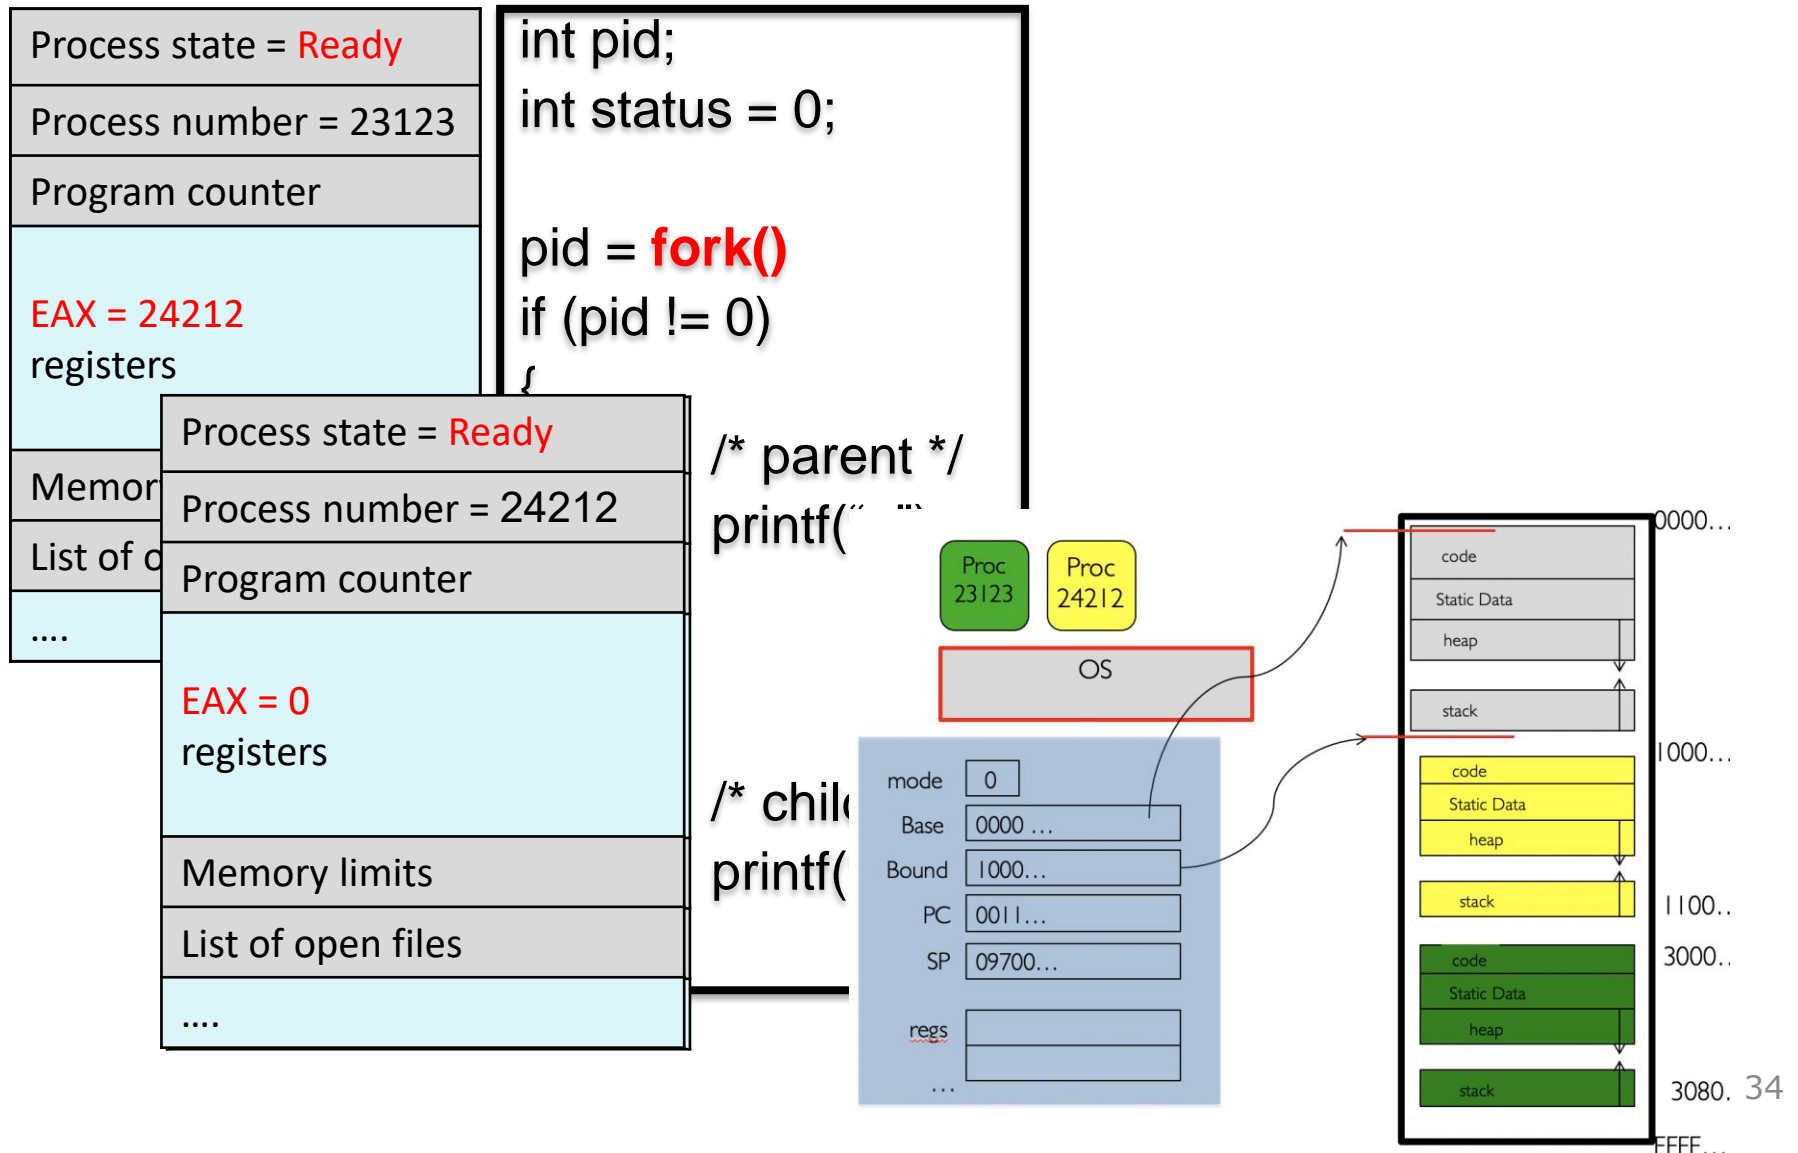 Process state = Ready
Process number = 23123
Program counter
EAX = 24212
registers
List of
....
int pid;
int status = 0;
pid = fork()
if (pid != 0)
{
/* parent */
printf("
/*
printf(
Process state = Ready
Process number = 24212
Program counter
EAX = 0
registers
Memory limits
List of open files
....
Proc
23123
Proc
24212
OS
mode 0
Base 0000 ...
Bound 1000...
PC 0011...
SP 09700...
regs
...
0000...
code
Static Data
heap
stack
1000...
code
Static Data
heap
stack
1100..
3000..
code
Static Data
heap
stack
3080.
FFFF...
34